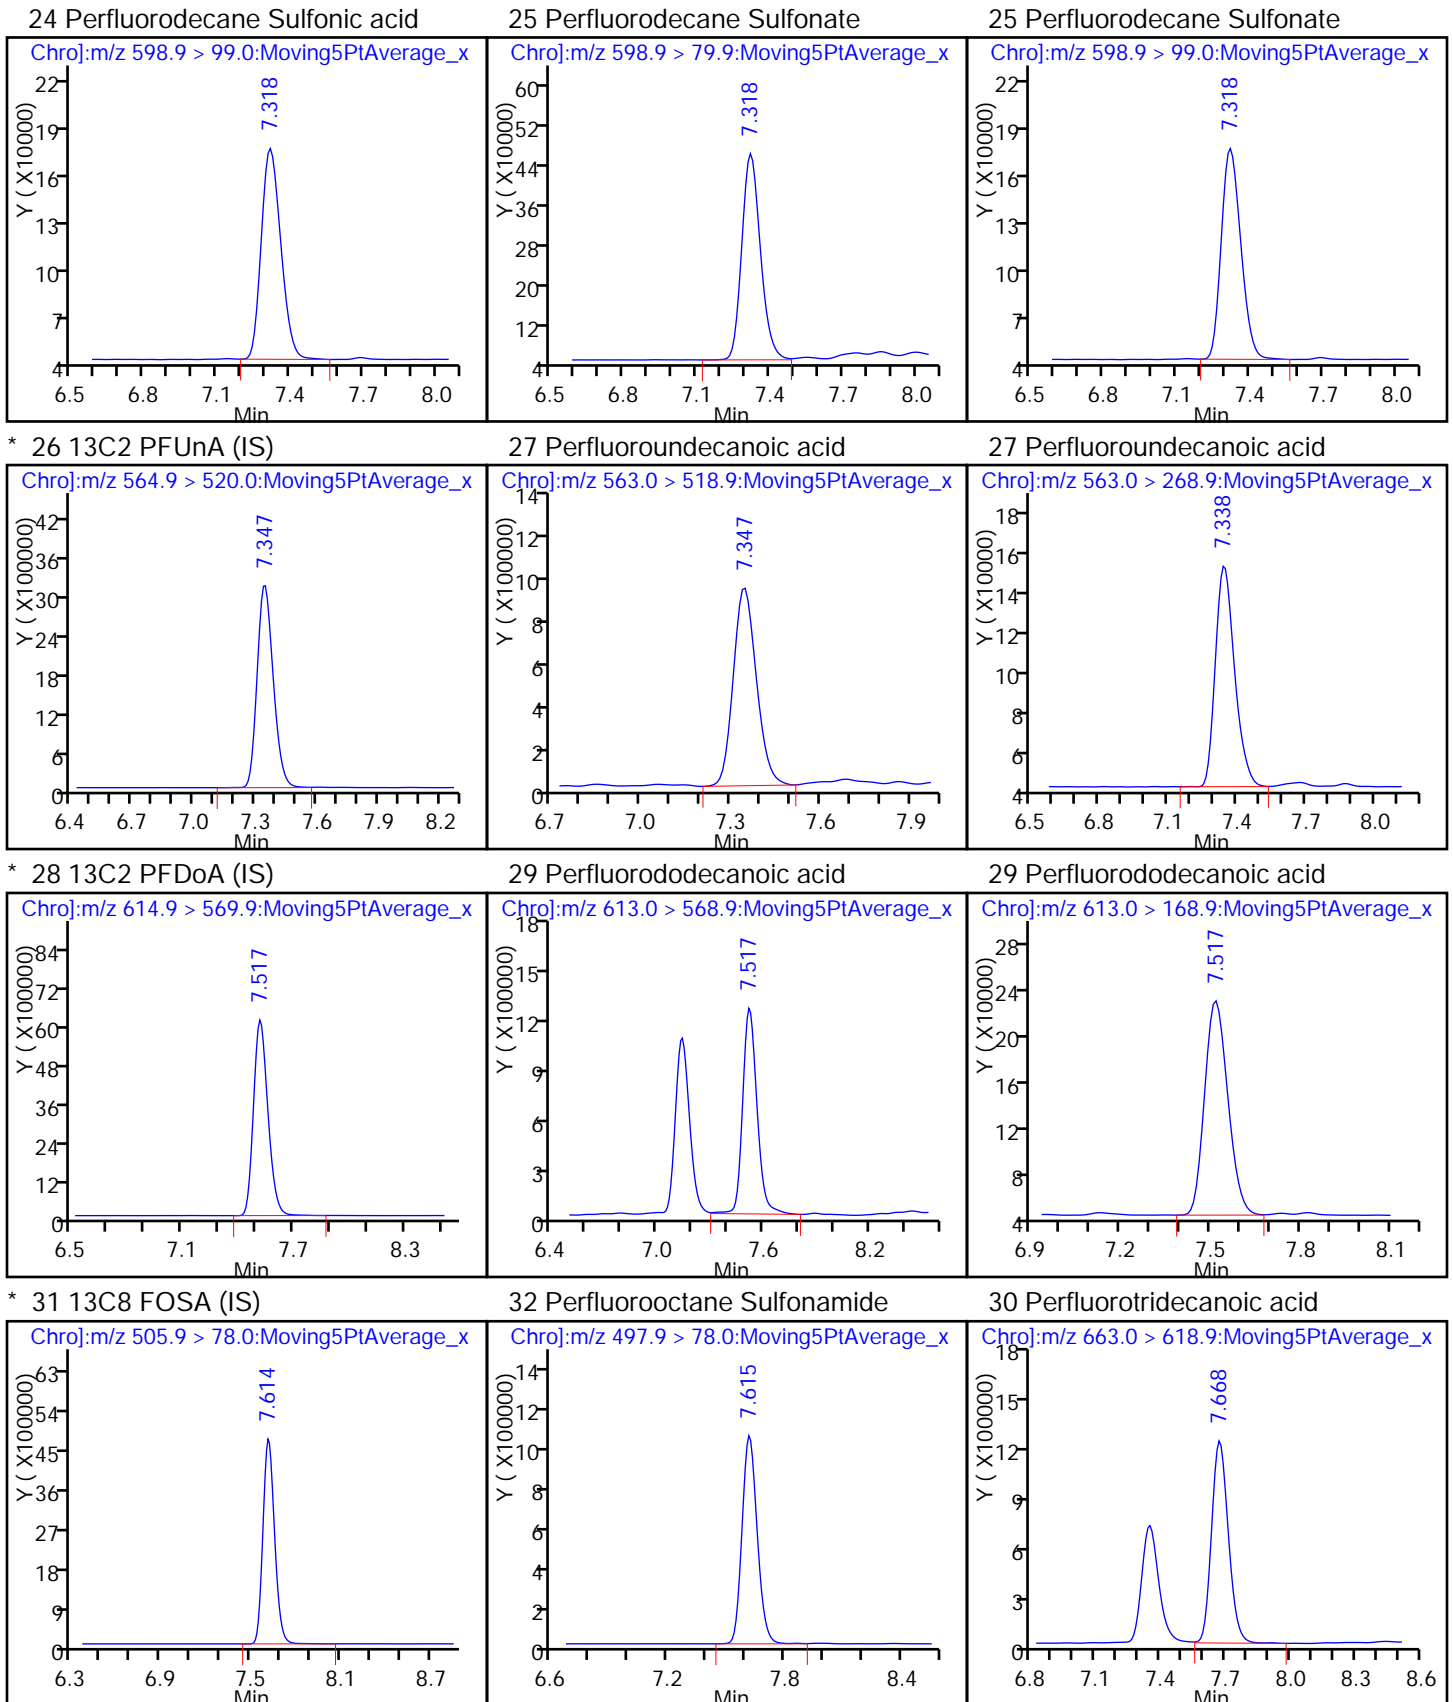 24 Perfluorodecane Sulfonic acid
Chro]:m/z 598.9 > 99.0:Moving5PtAverage_x
7.318
Y ( X10000)
22
19
16
13
10
7
4
6.5 6.8 7.1 7.4 7.7 8.0
Min
25 Perfluorodecane Sulfonate
Chro]:m/z 598.9 > 79.9:Moving5PtAverage_x
7.318
Y ( X10000)
60
52
44
36
28
20
12
4
6.5 6.8 7.1 7.4 7.7 8.0
Min
25 Perfluorodecane Sulfonate
Chro]:m/z 598.9 > 99.0:Moving5PtAverage_x
7.318
Y ( X10000)
22
19
16
13
10
7
4
6.5 6.8 7.1 7.4 7.7 8.0
Min
* 26 13C2 PFUnA (IS)
Chro]:m/z 564.9 > 520.0:Moving5PtAverage_x
7.347
Y ( X100000)
42
36
30
24
18
12
6
0
6.4 6.7 7.0 7.3 7.6 7.9 8.2
Min
27 Perfluoroundecanoic acid
Chro]:m/z 563.0 > 518.9:Moving5PtAverage_x
7.347
Y ( X100000)
14
12
10
8
6
4
2
0
6.7 7.0 7.3 7.6 7.9
Min
27 Perfluoroundecanoic acid
Chro]:m/z 563.0 > 268.9:Moving5PtAverage_x
7.338
Y ( X10000)
18
16
14
12
10
8
6
4
6.5 6.8 7.1 7.4 7.7 8.0
Min
* 28 13C2 PFDoA (IS)
Chro]:m/z 614.9 > 569.9:Moving5PtAverage_x
7.517
Y ( X100000)
84
72
60
48
36
24
12
0
6.5 7.1 7.7 8.3
Min
29 Perfluorododecanoic acid
Chro]:m/z 613.0 > 568.9:Moving5PtAverage_x
7.517
Y ( X100000)
18
15
12
9
6
3
0
6.4 7.0 7.6 8.2
Min
29 Perfluorododecanoic acid
Chro]:m/z 613.0 > 168.9:Moving5PtAverage_x
7.517
Y ( X10000)
28
24
20
16
12
8
4
6.9 7.2 7.5 7.8 8.1
Min
* 31 13C8 FOSA (IS)
Chro]:m/z 505.9 > 78.0:Moving5PtAverage_x
7.614
Y ( X100000)
63
54
45
36
27
18
9
0
6.3 6.9 7.5 8.1 8.7
Min
32 Perfluorooctane Sulfonamide
Chro]:m/z 497.9 > 78.0:Moving5PtAverage_x
7.615
Y ( X100000)
14
12
10
8
6
4
2
0
6.6 7.2 7.8 8.4
Min
30 Perfluorotridecanoic acid
Chro]:m/z 663.0 > 618.9:Moving5PtAverage_x
7.668
Y ( X100000)
18
15
12
9
6
3
0
6.8 7.1 7.4 7.7 8.0 8.3 8.6
Min